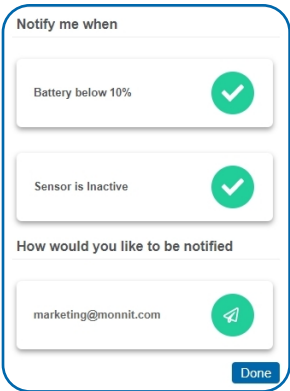 Notify me when
Battery below 10%
Sensor is Inactive
How would you like to be notified
marketing@monnit.com
Done